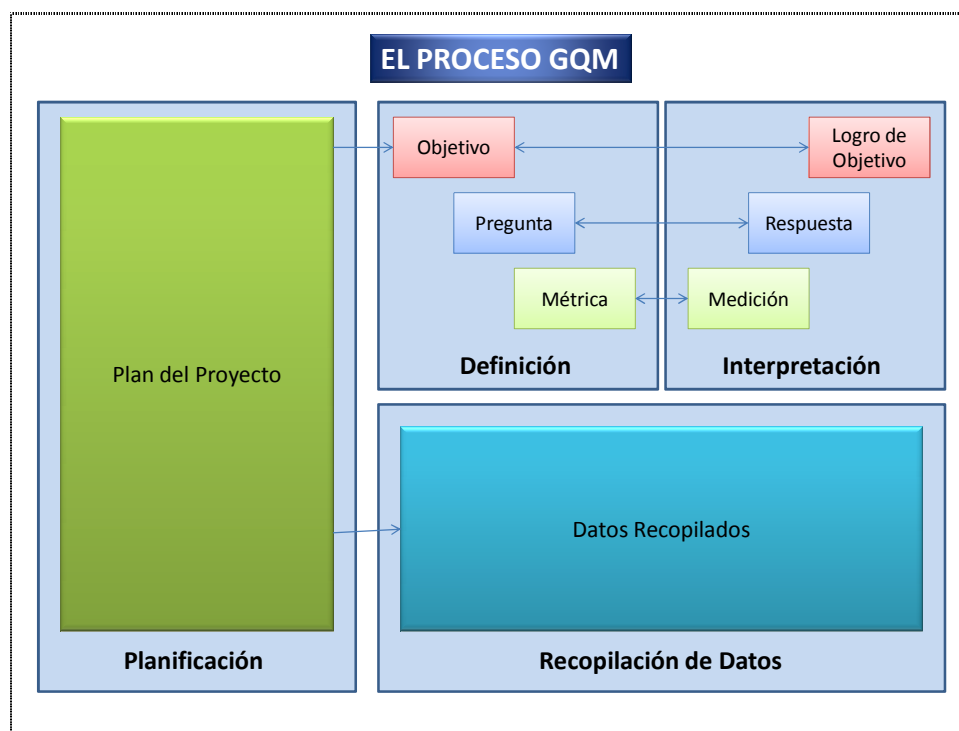 EL PROCESO GQM
Plan del Proyecto
Planificación
Objetivo
Pregunta
Métrica
Definición
Logro de
Objetivo
Respuesta
Medición
Interpretación
Datos Recopilados
Recopilación de Datos